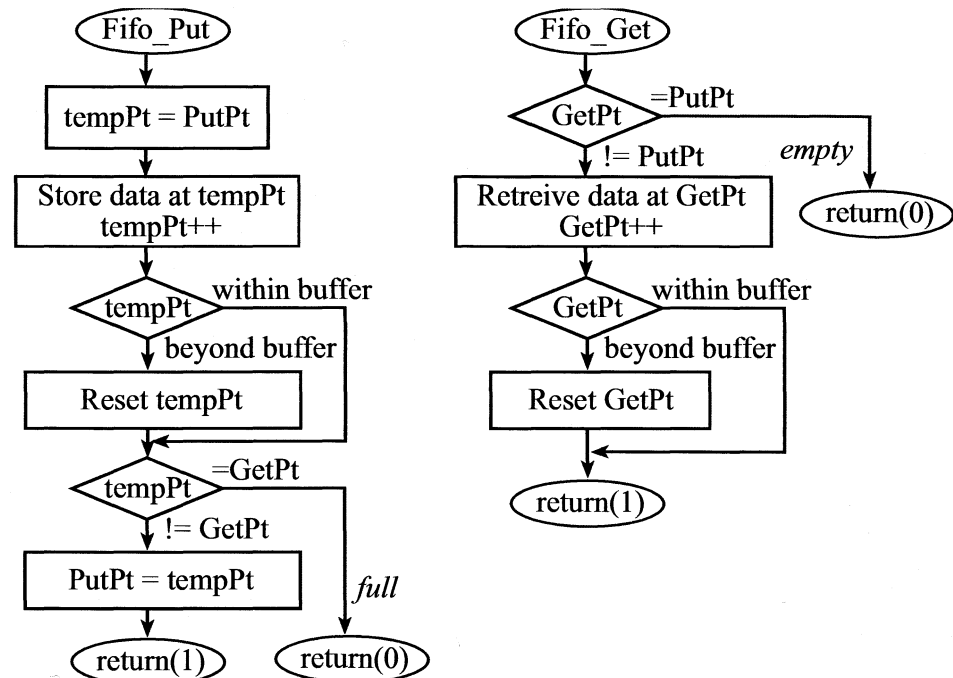 Fifo_Put
tempPt = PutPt
Store data at tempPt
tempPt++
tempPt
within buffer
beyond buffer
Reset tempPt
tempPt
=GetPt
!= GetPt
PutPt = tempPt
full
return(1)
return(0)
Fifo_Get
GetPt
=PutPt
!= PutPt
empty
Retreive data at GetPt
GetPt++
return(0)
GetPt
within buffer
beyond buffer
Reset GetPt
return(1)